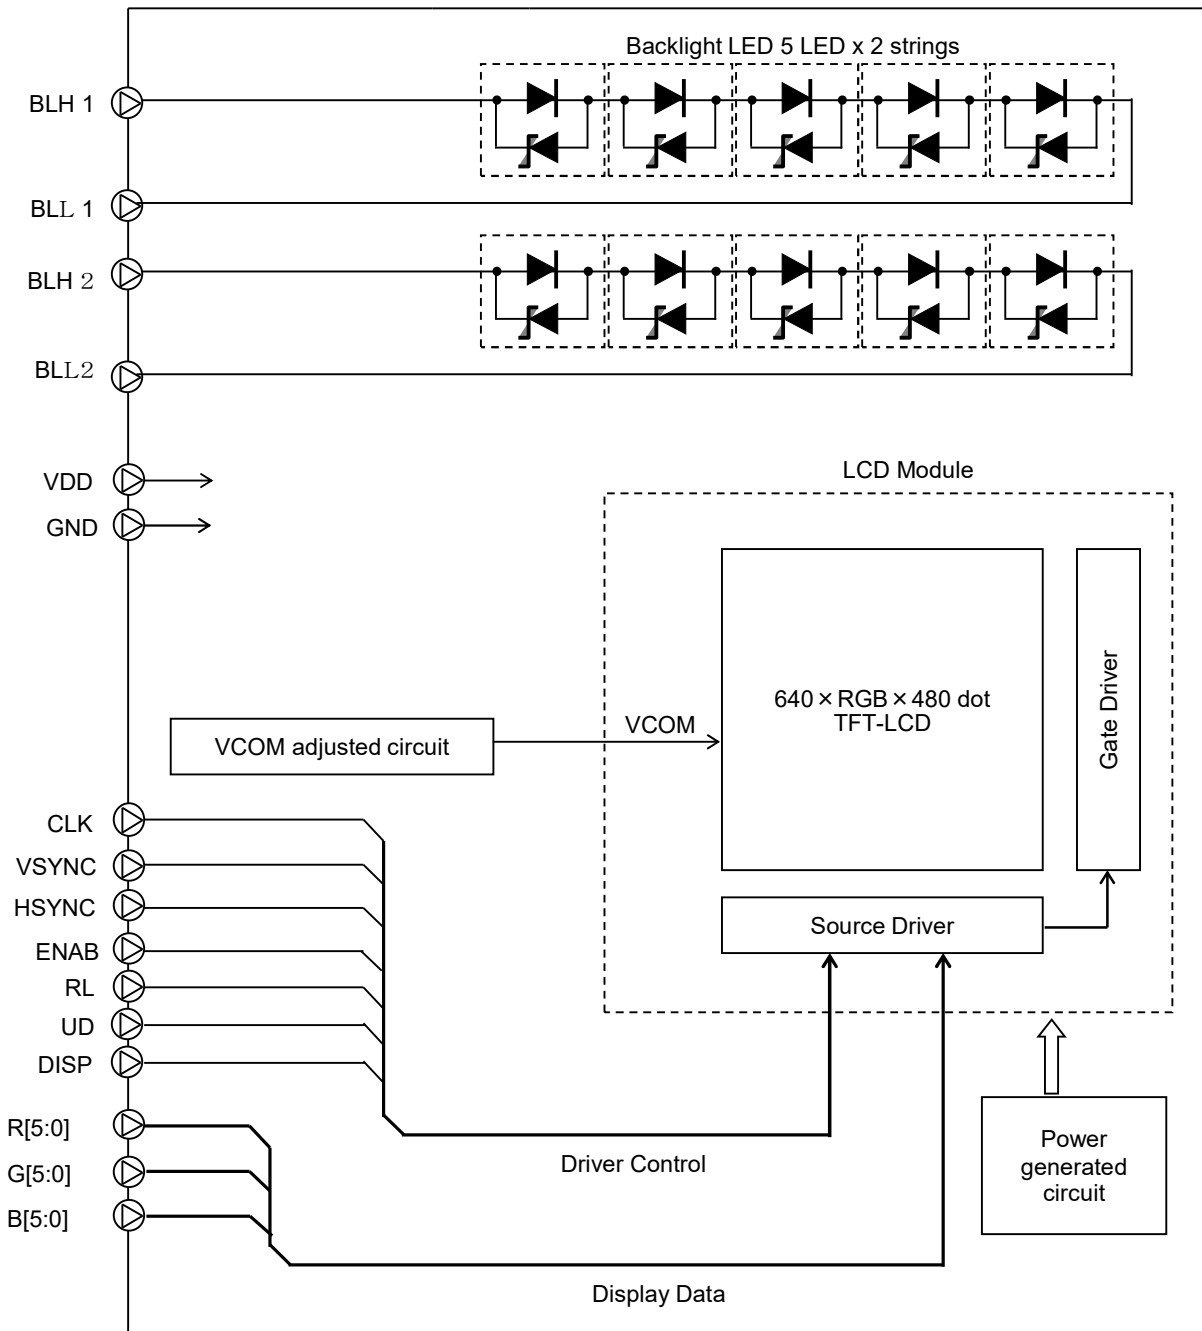 Backlight LED 5 LED x 2 strings
BLH 1
BLL 1
BLH 2
BLL2
VDD
GND
LCD Module
640×RGB×480 dot
TFT-LCD
Gate Driver
VCOM
VCOM adjusted circuit
CLK
VSYNC
HSYNC
ENAB
RL
UD
DISP
Source Driver
R[5:0]
G[5:0]
B[5:0]
Driver Control
Power
generated
circuit
Display Data